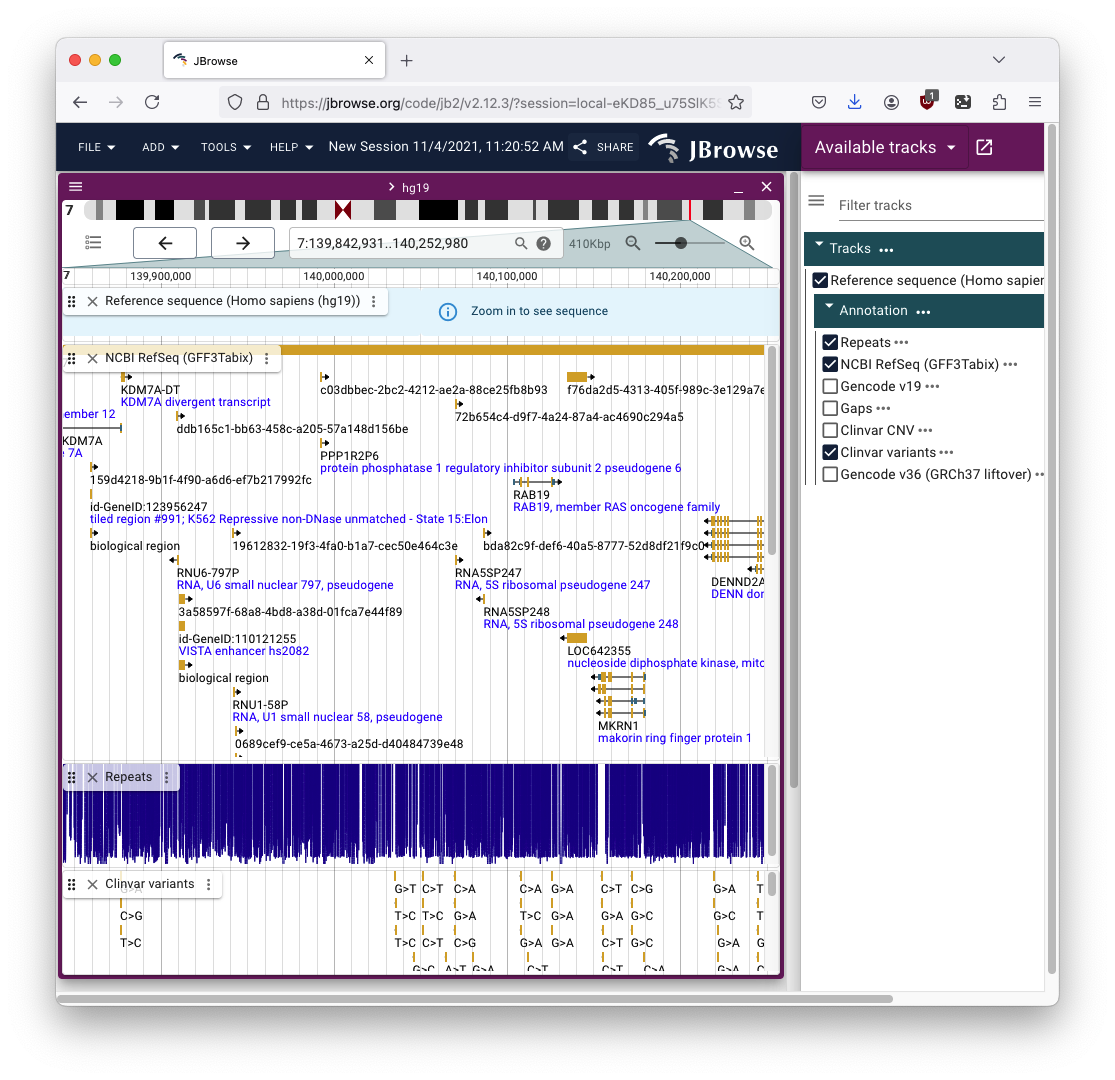 JBrowse
https://jbrowse.org/code/jb2/v2.12.3/?session=local-eKD85_u75SlK5S
1
FILE ADD TOOLS HELP New Session 11/4/2021, 11:20:52 AM SHARE JBrowse
Available tracks
hg19
7
7:139,842,931..140,252,980 410Kbp
7 139,900,000 140,000,000 140,100,000 140,200,000
Reference sequence (Homo sapiens (hg19))
Zoom in to see sequence
NCBI RefSeq (GFF3Tabix)
KDM7A-DT c03dbbec-2bc2-4212-ae2a-88ce25fb8b93 f76da2d5-4313-405f-989c-3e129a7e
KDM7A divergent transcript
ember 12 72b654c4-d9f7-4a24-87a4-ac4690c294a5
ddb165c1-bb63-458c-a205-57a148d156be
KDM7A
7A PPP1R2P6
protein phosphatase 1 regulatory inhibitor subunit 2 pseudogene 6
159d4218-9b1f-4f90-a6d6-ef7b217992fc
RAB19
id-GeneID:123956247 RAB19, member RAS oncogene family
tiled region #991; K562 Repressive non-DNase unmatched - State 15:Elon
biological region 19612832-19f3-4fa0-b1a7-cec50e464c3e bda82c9f-def6-40a5-8777-52d8df21f9c0
RNU6-797P RNA5SP247 DENND2A
RNA, U6 small nuclear 797, pseudogene RNA, 5S ribosomal pseudogene 247 DENN dor
3a58597f-68a8-4bd8-a38d-01fca7e44f89 RNA5SP248
RNA, 5S ribosomal pseudogene 248
id-GeneID:110121255
VISTA enhancer hs2082 LOC642355
nucleoside diphosphate kinase, mito
biological region
RNU1-58P
RNA, U1 small nuclear 58, pseudogene MKRN1
makorin ring finger protein 1
0689cef9-ce5a-4673-a25d-d40484739e48
Repeats
Clinvar variants
G>T C>T C>A C>A G>A C>T C>G G>A T
C>G T>C T>C G>A T>C G>A G>A G>C G>C T
T>C T>C C>T C>G G>A G>A C>T G>C G>A G
G>C A>T G>A C>T G>A C>A G>A C
Filter tracks
Tracks
Reference sequence (Homo sapier
Annotation
Repeats
NCBI RefSeq (GFF3Tabix)
Gencode v19
Gaps
Clinvar CNV
Clinvar variants
Gencode v36 (GRCh37 liftover)